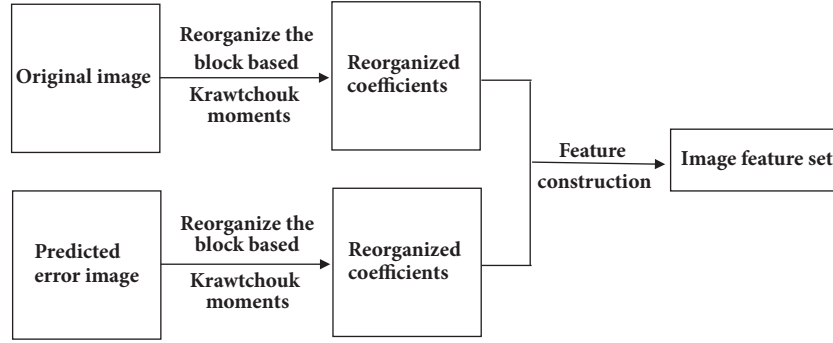 Original image
Reorganize the
block based
Krawtchouk
moments
Reorganized
coefficients
Predicted
error image
Reorganize the
block based
Krawtchouk
moments
Reorganized
coefficients
Feature
construction
Image feature set